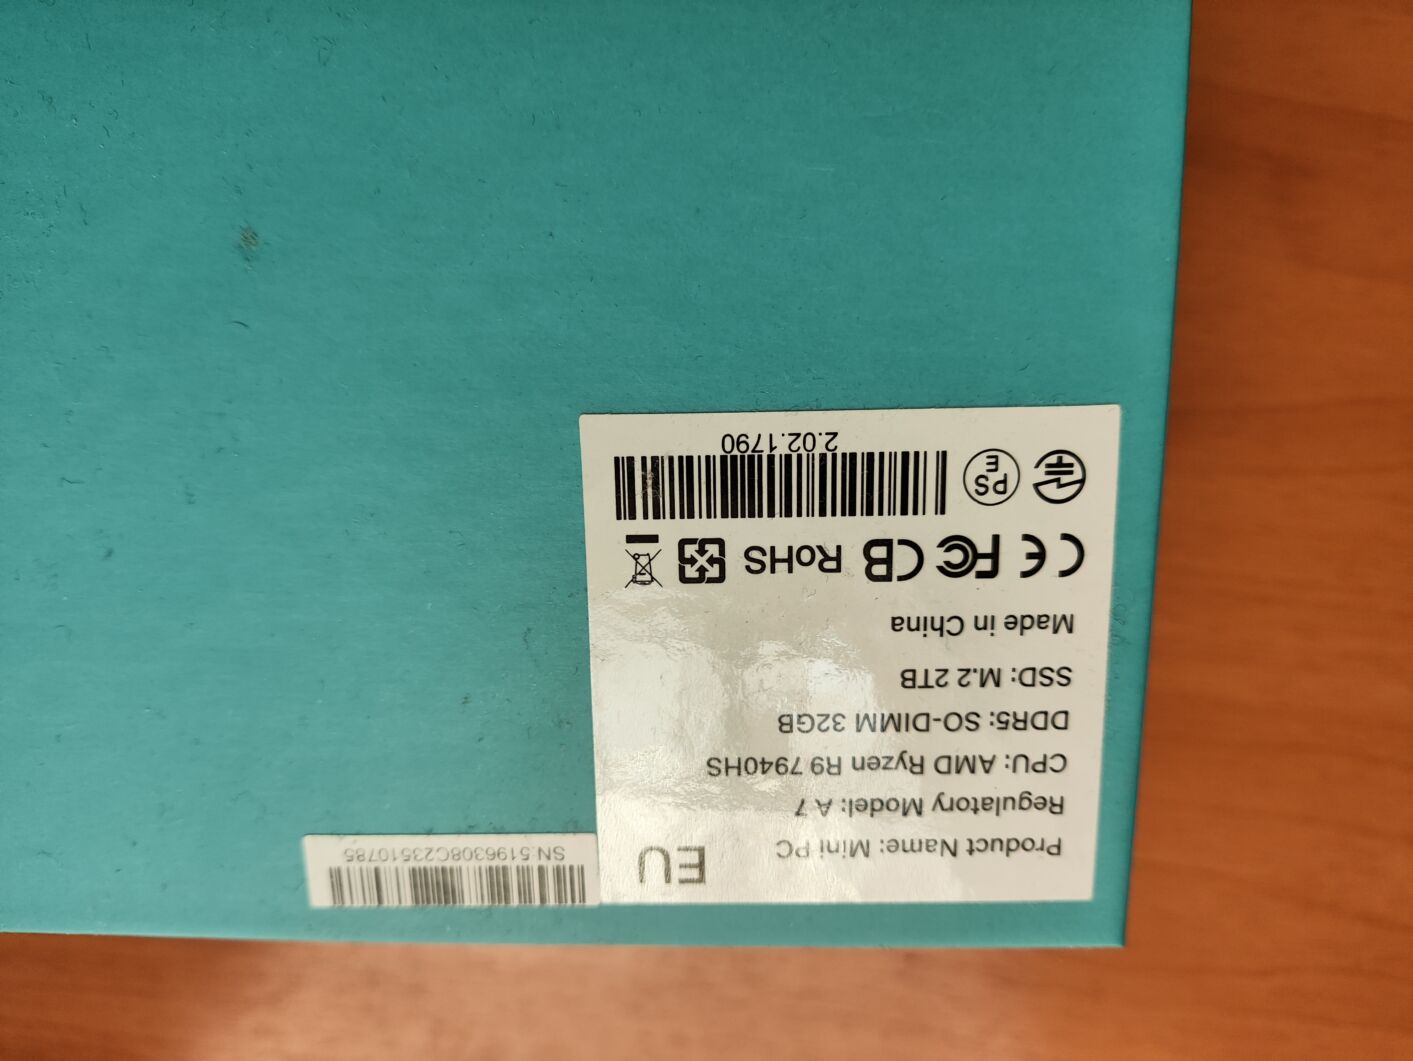 Product Name: Mini PC
EU
Regulatory Model: A 7
CPU: AMD Ryzen R9 7940HS
DDR5: SO-DIMM 32GB
SSD: M.2 2TB
Made in China
CE FC CB RoHS
PS
E
2.02.1790
SN:5196308C23510785